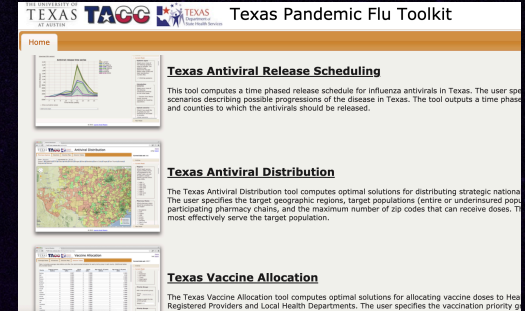 THE UNIVERSITY OF
TEXAS
AT AUSTIN
TACC
TEXAS
Department of
State Health Services
Texas Pandemic Flu Toolkit
Home
Texas Antiviral Release Scheduling
This tool computes a time phased release schedule for influenza antivirals in Texas. The user spe
scenarios describing possible progressions of the disease in Texas. The tool outputs a time phase
and counties to which the antivirals should be released.
Antiviral Distribution
Texas Antiviral Distribution
The Texas Antiviral Distribution tool computes optimal solutions for distributing strategic nationa
The user specifies the target geographic regions, target populations (entire or underinsured popu
participating pharmacy chains, and the maximum number of zip codes that can receive doses. Th
most effectively serve the target population.
Vaccine Allocation
Texas Vaccine Allocation
The Texas Vaccine Allocation tool computes optimal solutions for allocating vaccine doses to Hea
Registered Providers and Local Health Departments. The user specifies the vaccination priority g